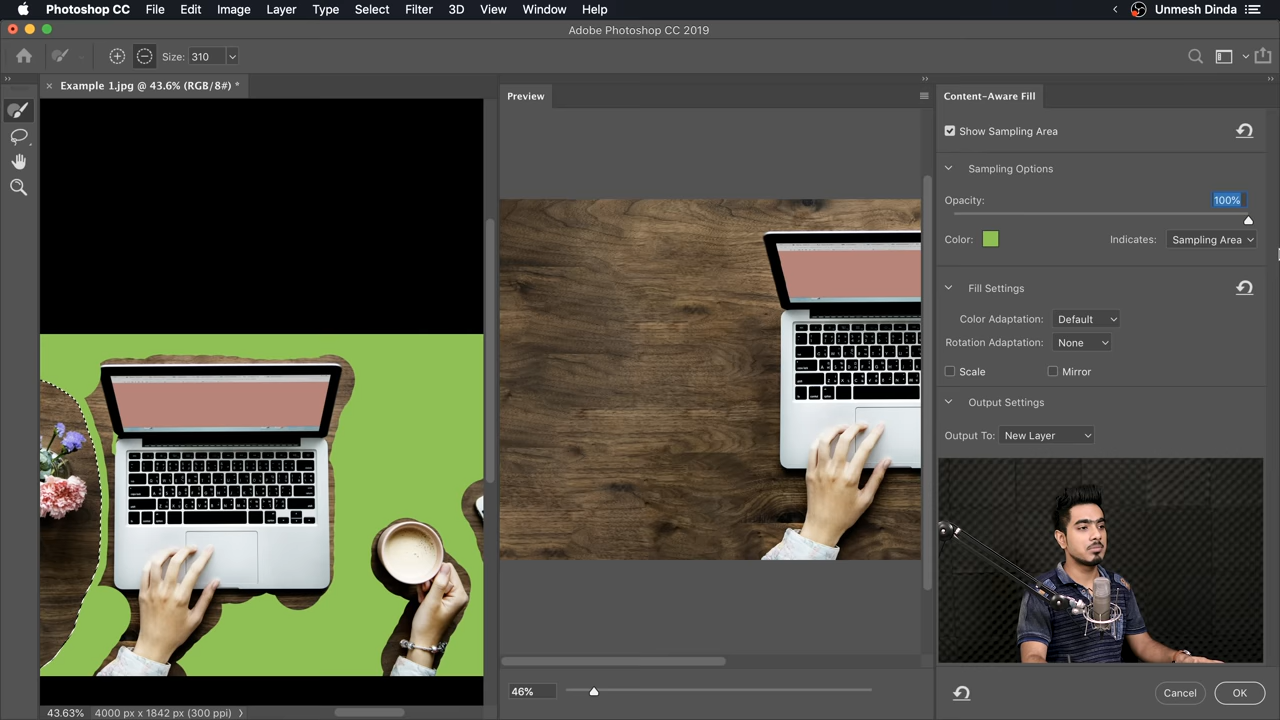 Photoshop CC File Edit Image Layer Type Select Filter 3D View Window Help Unmesh Dinda
Adobe Photoshop CC 2019
Size: 310
Example 1.jpg @ 43.6% (RGB/8#) *
Preview
Content-Aware Fill
Show Sampling Area
Sampling Options
Opacity: 100%
Color: Indicates: Sampling Area
Fill Settings
Color Adaptation: Default
Rotation Adaptation: None
Scale Mirror
Output Settings
Output To: New Layer
46%
Cancel OK
43.63% 4000 px x 1842 px (300 ppi)